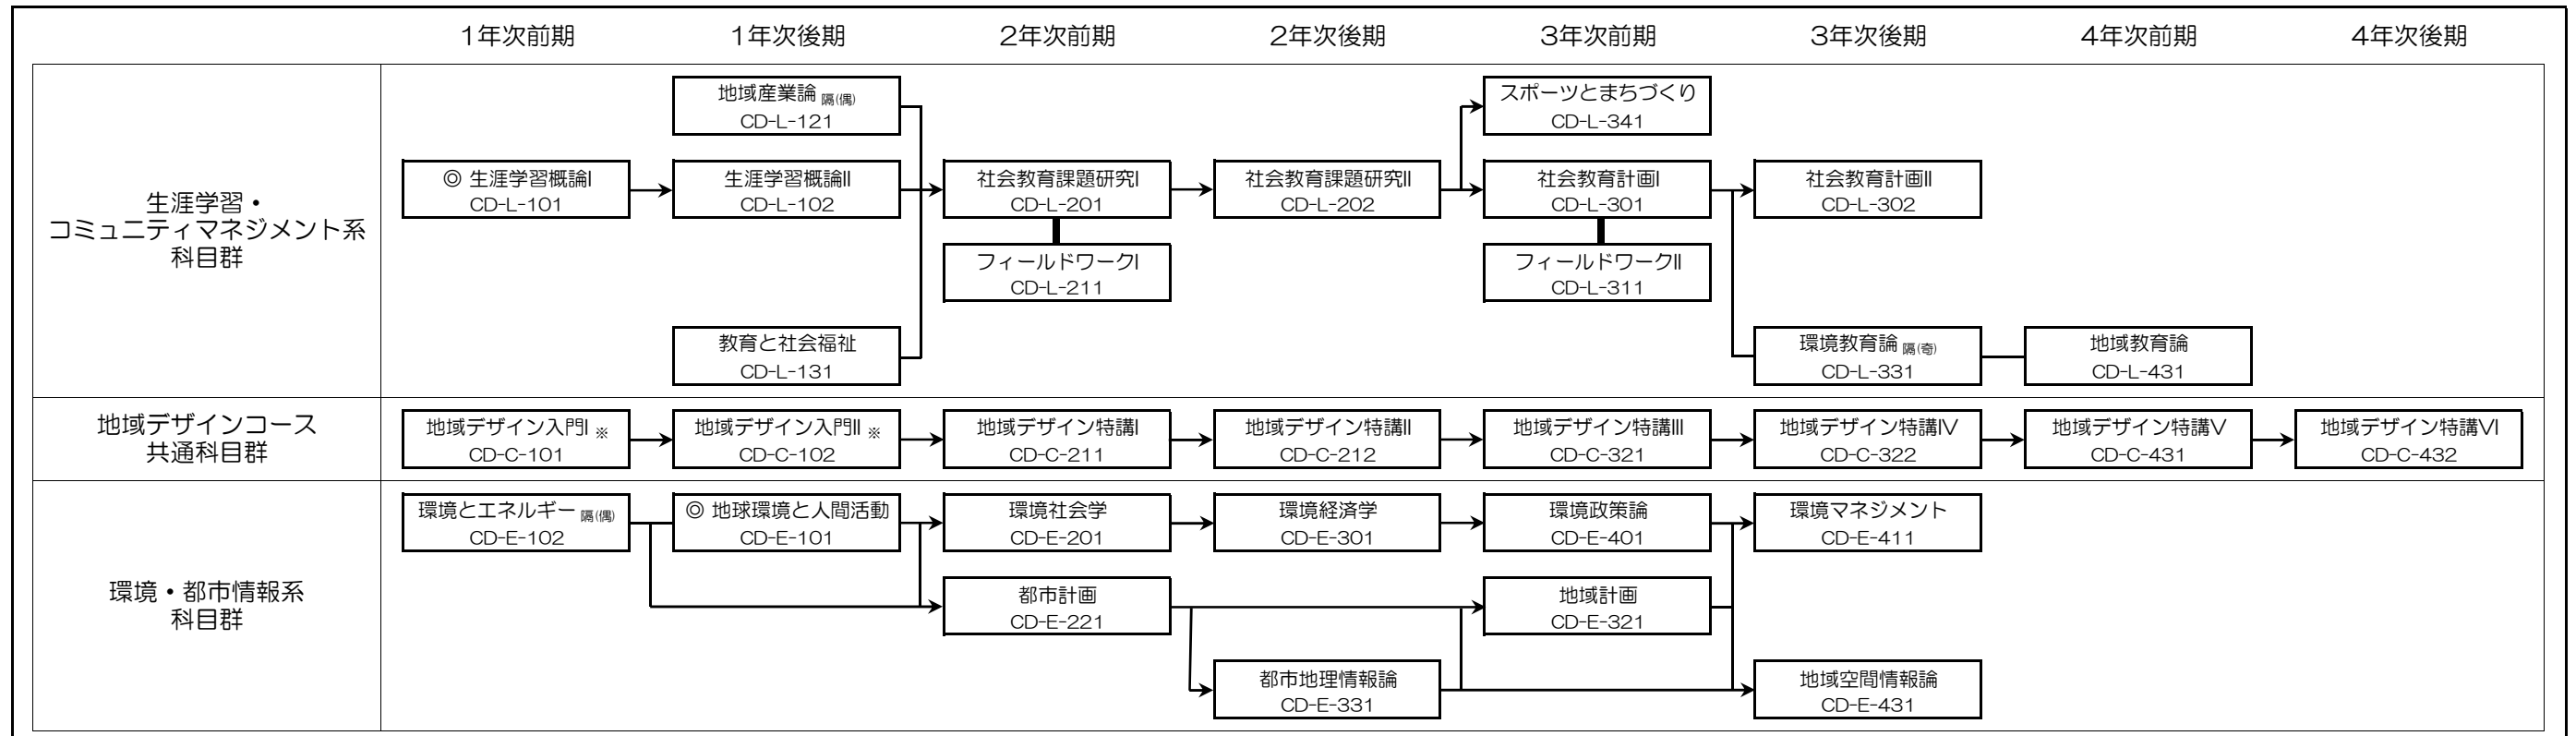 1年次前期
1年次後期
2年次前期
2年次後期
3年次前期
3年次後期
4年次前期
4年次後期
生涯学習・
コミュニティマネジメント系
科目群
地域産業論 隔(偶)
CD-L-121
スポーツとまちづくり
CD-L-341
◎ 生涯学習概論I
CD-L-101
生涯学習概論II
CD-L-102
社会教育課題研究I
CD-L-201
社会教育課題研究II
CD-L-202
社会教育計画I
CD-L-301
社会教育計画II
CD-L-302
フィールドワークI
CD-L-211
フィールドワークII
CD-L-311
教育と社会福祉
CD-L-131
環境教育論 隔(奇)
CD-L-331
地域教育論
CD-L-431
地域デザインコース
共通科目群
地域デザイン入門I ※
CD-C-101
地域デザイン入門II ※
CD-C-102
地域デザイン特講I
CD-C-211
地域デザイン特講II
CD-C-212
地域デザイン特講III
CD-C-321
地域デザイン特講IV
CD-C-322
地域デザイン特講V
CD-C-431
地域デザイン特講VI
CD-C-432
環境・都市情報系
科目群
環境とエネルギー 隔(偶)
CD-E-102
◎ 地球環境と人間活動
CD-E-101
環境社会学
CD-E-201
環境経済学
CD-E-301
環境政策論
CD-E-401
環境マネジメント
CD-E-411
都市計画
CD-E-221
地域計画
CD-E-321
都市地理情報論
CD-E-331
地域空間情報論
CD-E-431